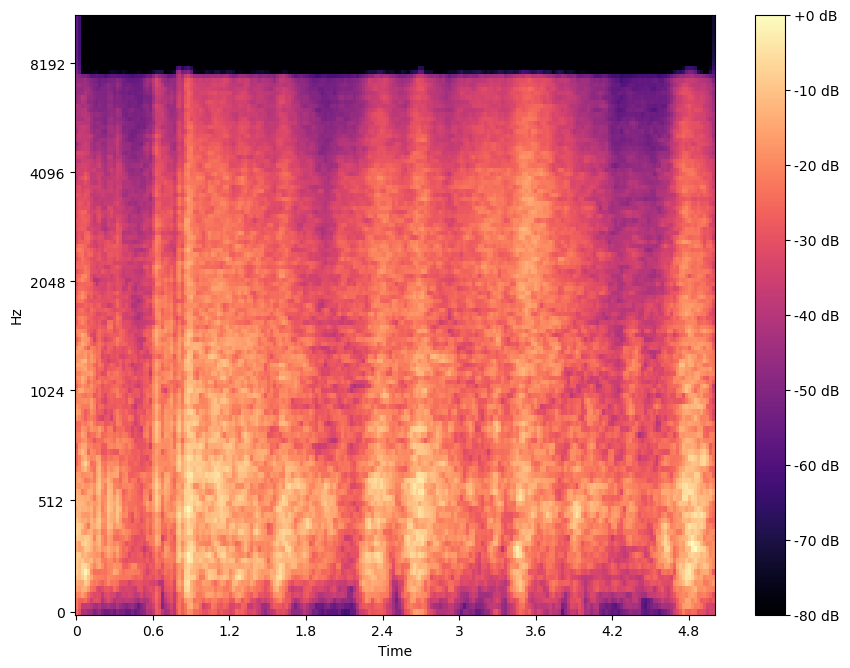 +0 dB
8192
-10 dB
4096
-20 dB
-30 dB
2048
Hz
-40 dB
1024
-50 dB
-60 dB
512
-70 dB
0
-80 dB
0 0.6 1.2 1.8 2.4 3 3.6 4.2 4.8
Time